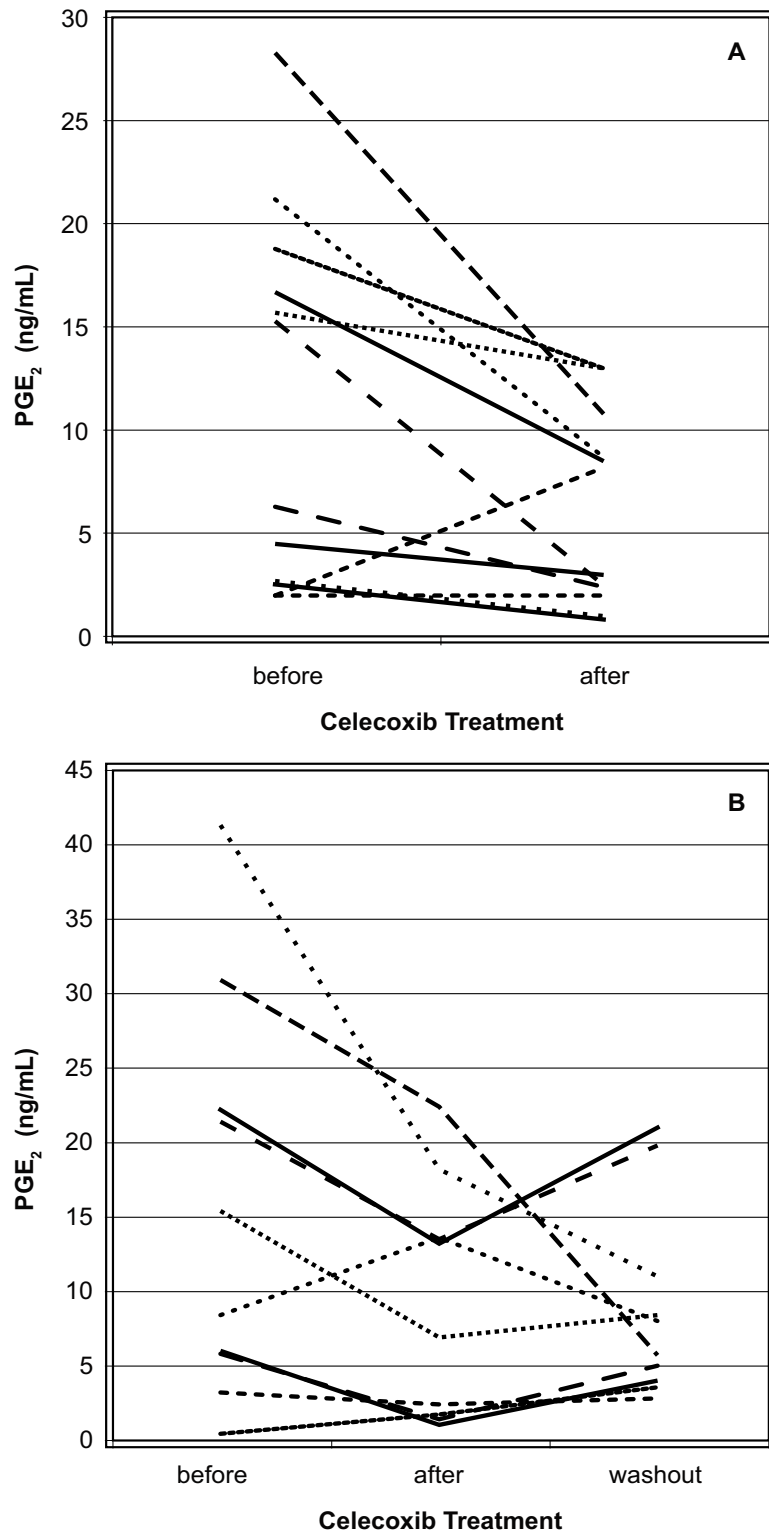 A
30
25
20
15
10
5
0
PGE₂ (ng/mL)
before after
Celecoxib Treatment
B
45
40
35
30
25
20
15
10
5
0
PGE₂ (ng/mL)
before after washout
Celecoxib Treatment